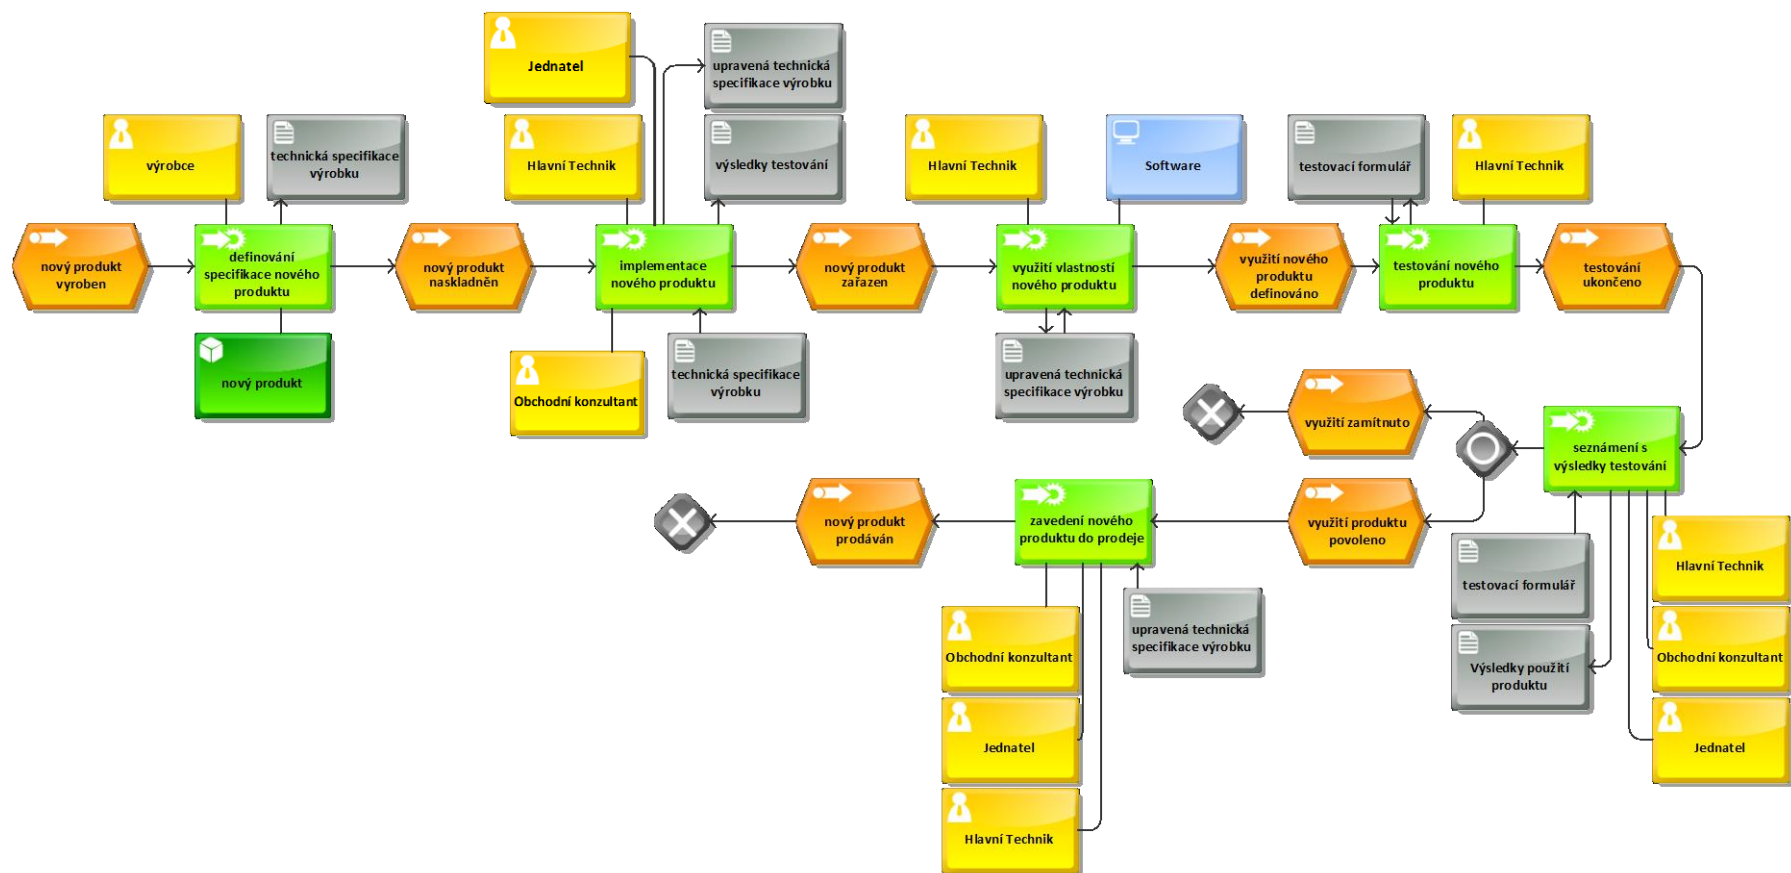 Jednatel
upravená technická
specifikace výrobku
výrobce
technická specifikace
výrobku
Hlavní Technik
výsledky testování
Hlavní Technik
Software
testovací formulář
Hlavní Technik
nový produkt
vyroben
definování
specifikace nového
produktu
nový produkt
naskladněn
implementace
nového produktu
nový produkt
zařazen
využití vlastností
nového produktu
využití nového
produktu
definováno
testování nového
produktu
testování
ukončeno
nový produkt
Obchodní konzultant
technická specifikace
výrobku
upravená technická
specifikace výrobku
využití zamítnuto
seznámení s
výsledky testování
nový produkt
prodáván
zavedení nového
produktu do prodeje
využití produktu
povoleno
testovací formulář
Hlavní Technik
Obchodní konzultant
upravená technická
specifikace výrobku
Výsledky použití
produktu
Obchodní konzultant
Jednatel
Jednatel
Hlavní Technik